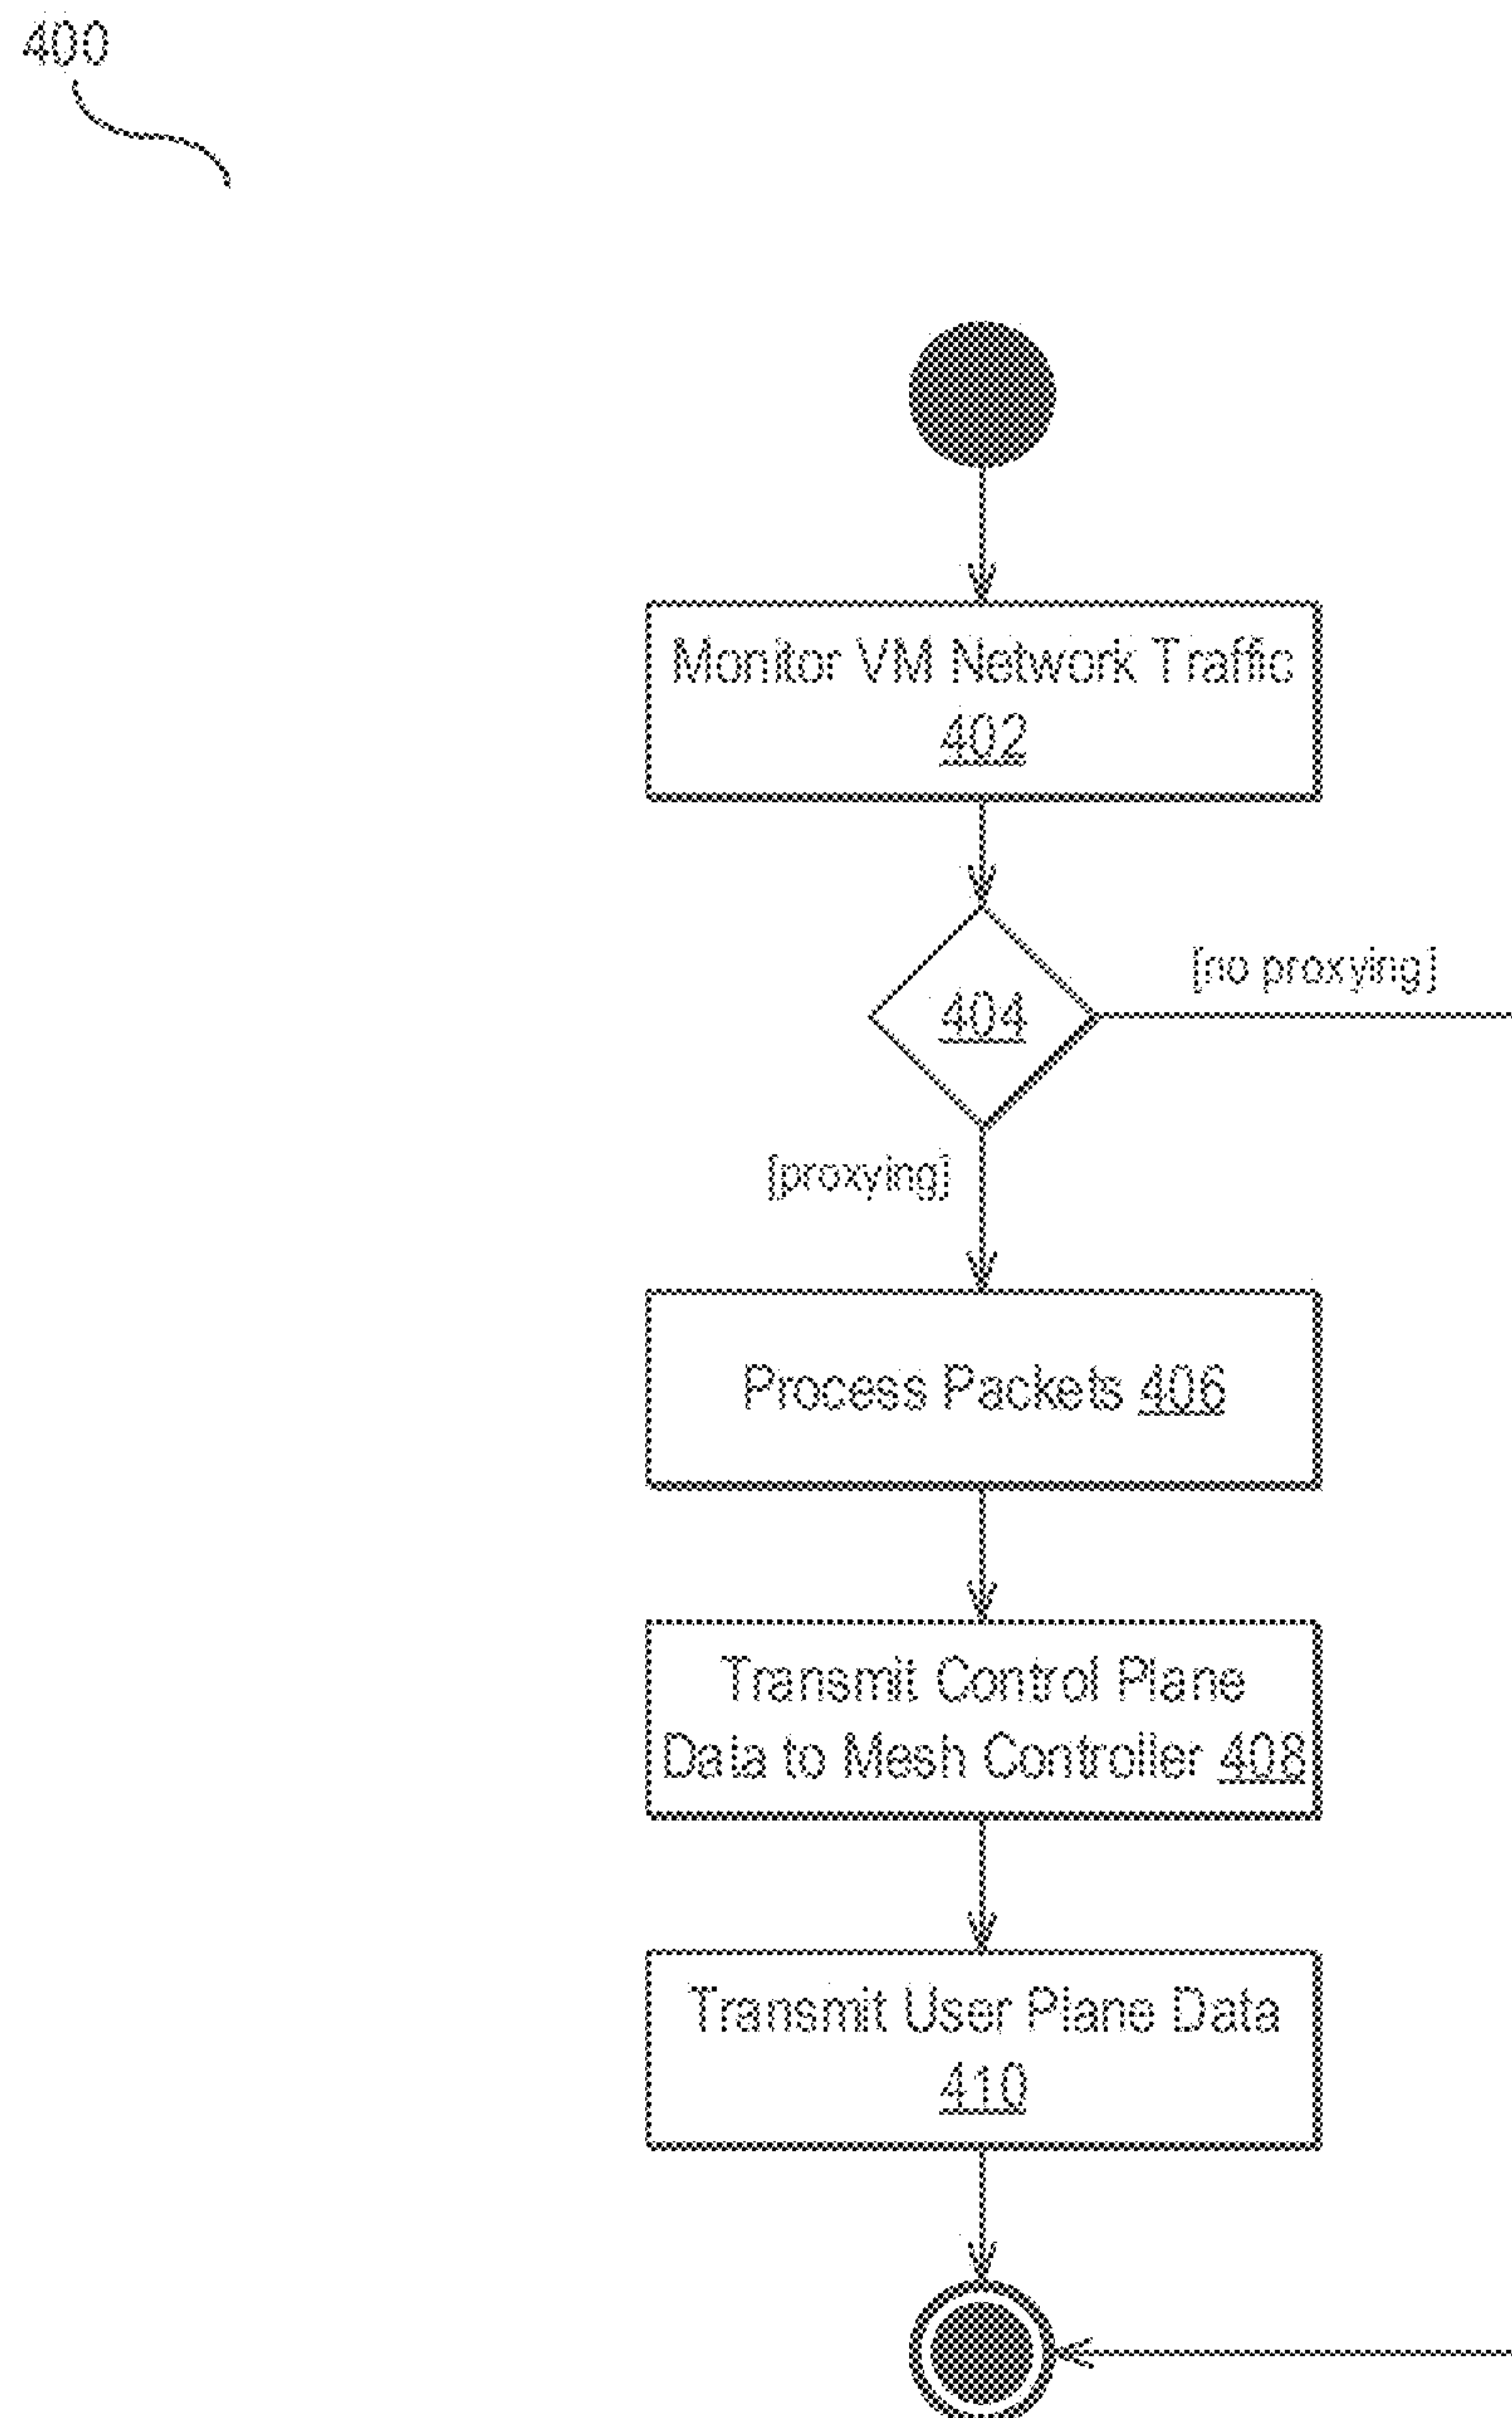 400
Monitor VM Network Traffic
402
404
[no proxying]
[proxying]
Process Packets 406
Transmit Control Plane
Data to Mesh Controller 408
Transmit User Plane Data
410